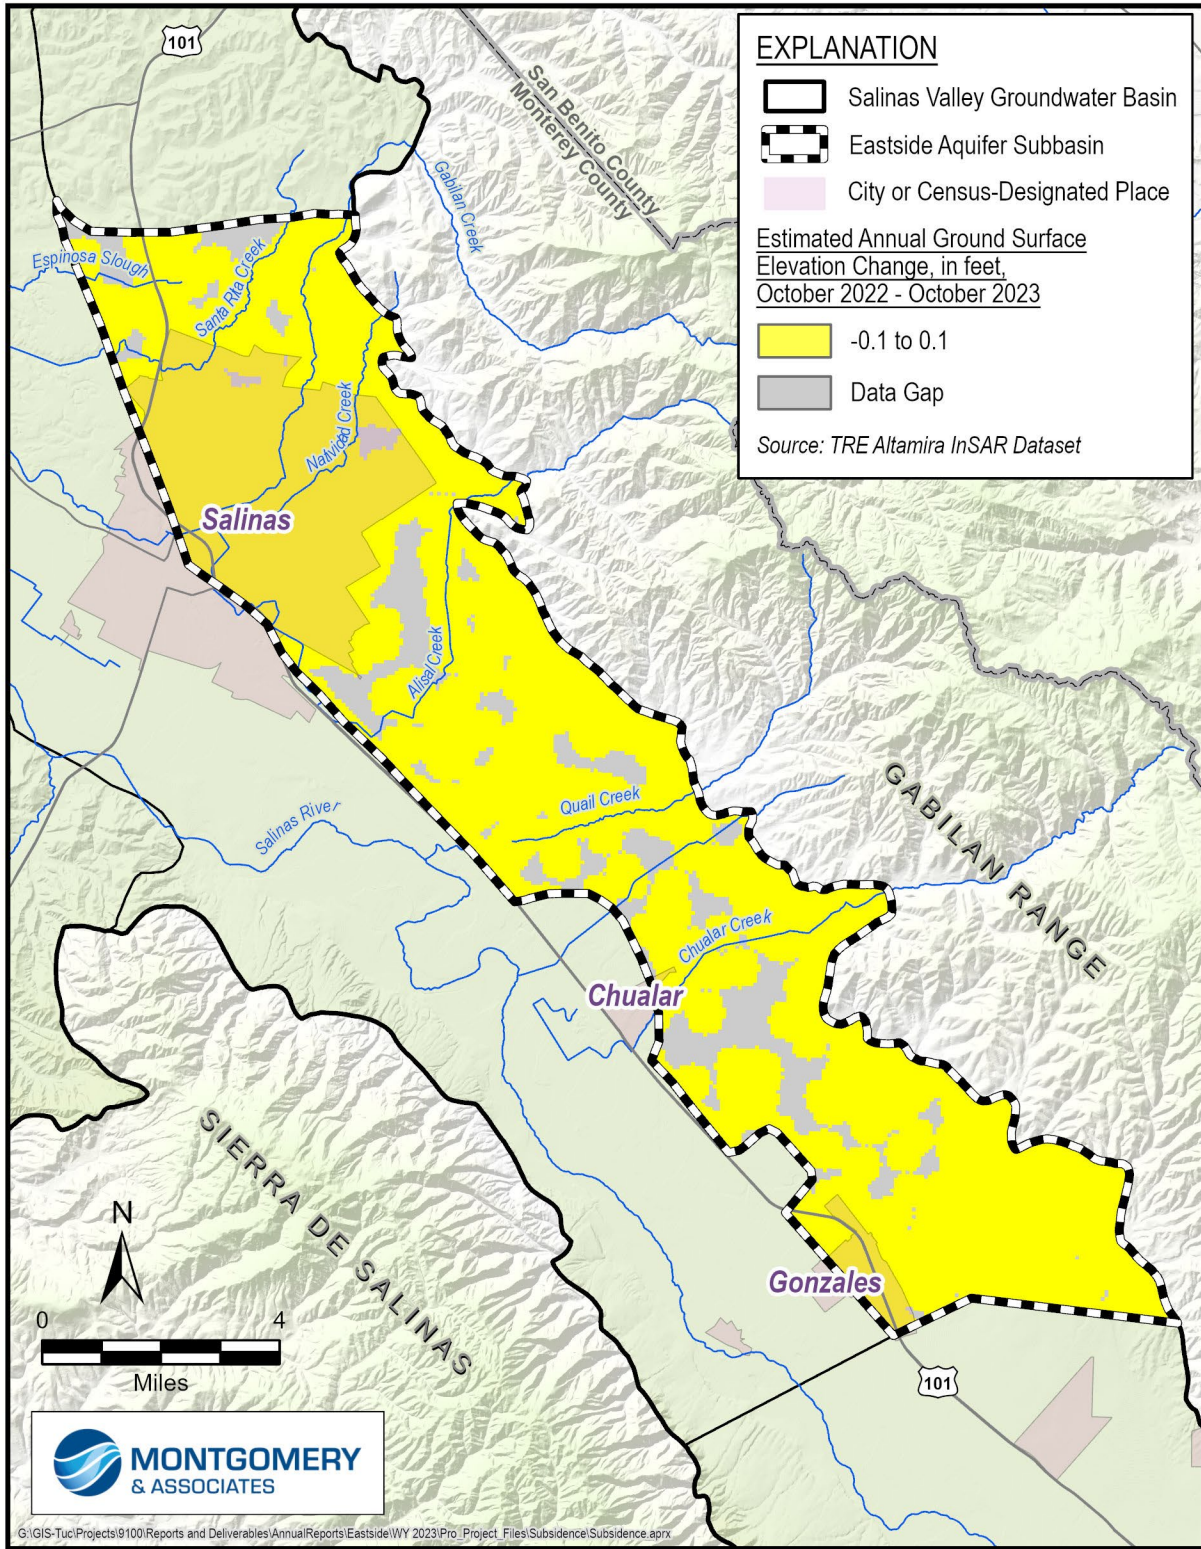 EXPLANATION
Salinas Valley Groundwater Basin
Eastside Aquifer Subbasin
City or Census-Designated Place
Estimated Annual Ground Surface
Elevation Change, in feet,
October 2022 - October 2023
-0.1 to 0.1
Data Gap
Source: TRE Altamira InSAR Dataset
101
San Benito County
Monterey County
Gabilan Creek
Espinosa Slough
Santa Rita Creek
Natividad Creek
Salinas
Alisal Creek
Salinas River
Quail Creek
GABILAN RANGE
Chualar Creek
Chualar
SIERRA DE SALINAS
Gonzales
101
N
0 4
Miles
MONTGOMERY
& ASSOCIATES
G:\GIS-Tuc\Projects\9100\Reports and Deliverables\AnnualReports\Eastside\WY 2023\Pro_Project_Files\Subsidence\Subsidence.aprx